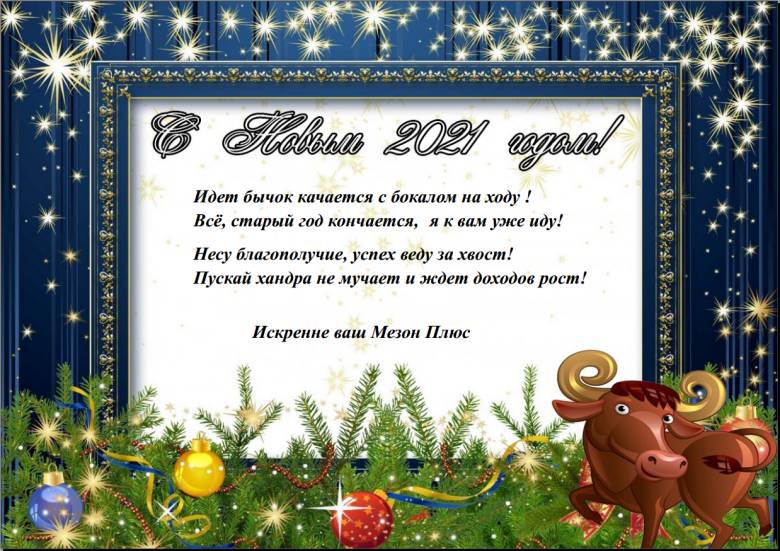 С Новым 2021 годом!
Идет бычок качается с бокалом на ходу !
Всё, старый год кончается, я к вам уже иду!
Несу благополучие, успех веду за хвост!
Пускай хандра не мучает и ждет доходов рост!
Искренне ваш Мезон Плюс